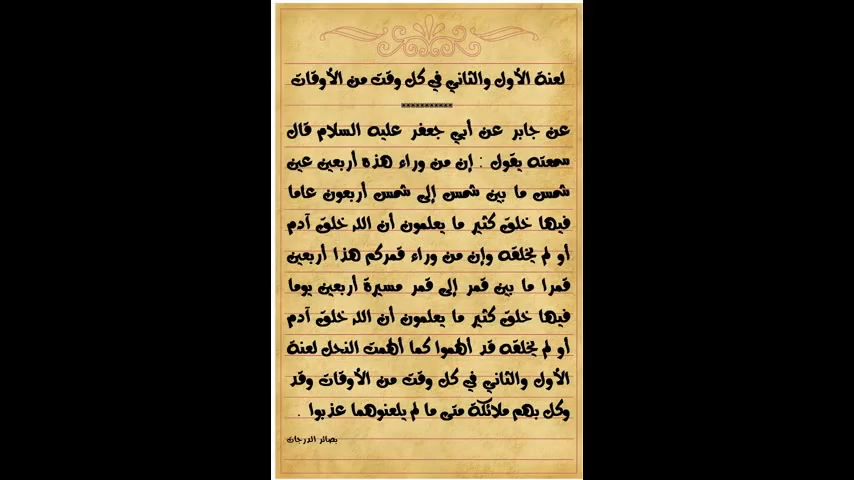 لعنة الأول والثاني في كل وقت من الأوقات
عن جابر عن أبي جعفر عليه السلام قال
سمعته يقول : إن من وراء هذه أربعين عين
شمس ما بين شمس إلى شمس أربعون عاما
فيها خلق كثير ما يعلمون أن الله خلق آدم
أو لم يخلقه وإن من وراء قمركم هذا أربعين
قمرا ما بين قمر إلى قمر مسيرة أربعين يوما
فيها خلق كثير ما يعلمون أن الله خلق آدم
أو لم يخلقه قد ألهموا كما ألهمت النحل لعنة
الأول والثاني في كل وقت من الأوقات وقد
وكل بهم ملائكة متى ما لم يلعنوهما عذبوا .
بصائر الدرجات